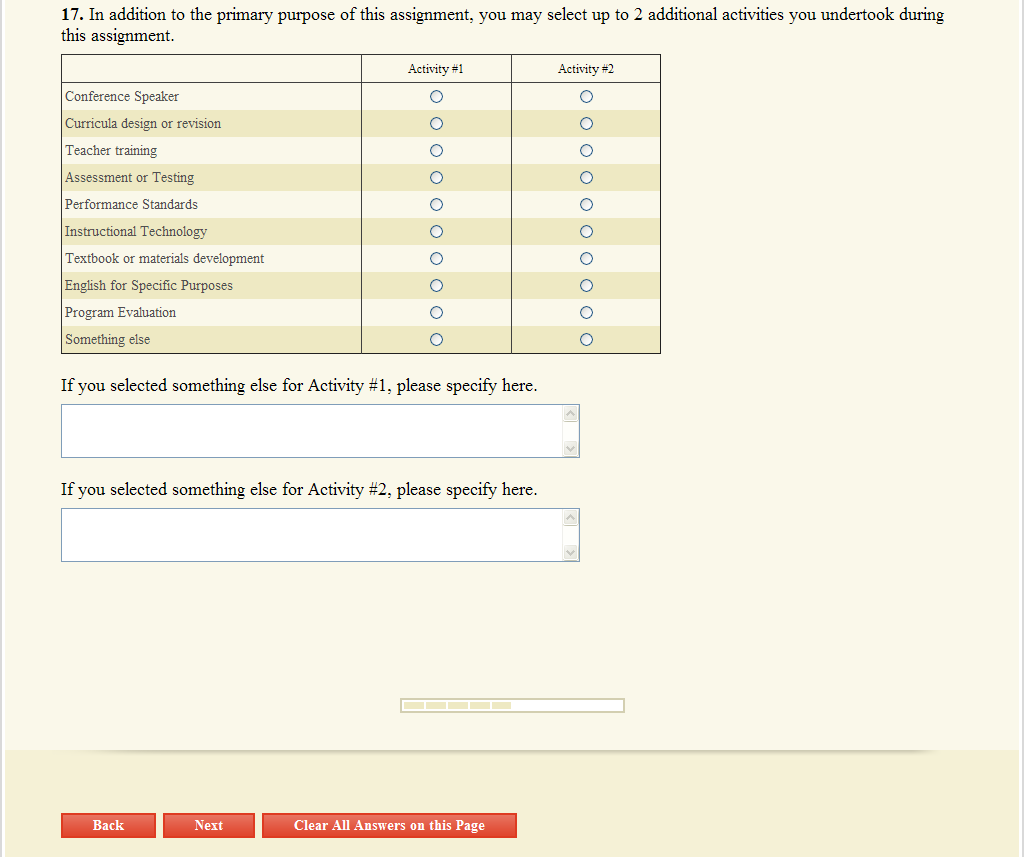 17. In addition to the primary purpose of this assignment, you may select up to 2 additional activities you undertook during
this assignment.
Activity #1 Activity #2
Conference Speaker
Curricula design or revision
Teacher training
Assessment or Testing
Performance Standards
Instructional Technology
Textbook or materials development
English for Specific Purposes
Program Evaluation
Something else
If you selected something else for Activity #1, please specify here.
If you selected something else for Activity #2, please specify here.
Back Next Clear All Answers on this Page